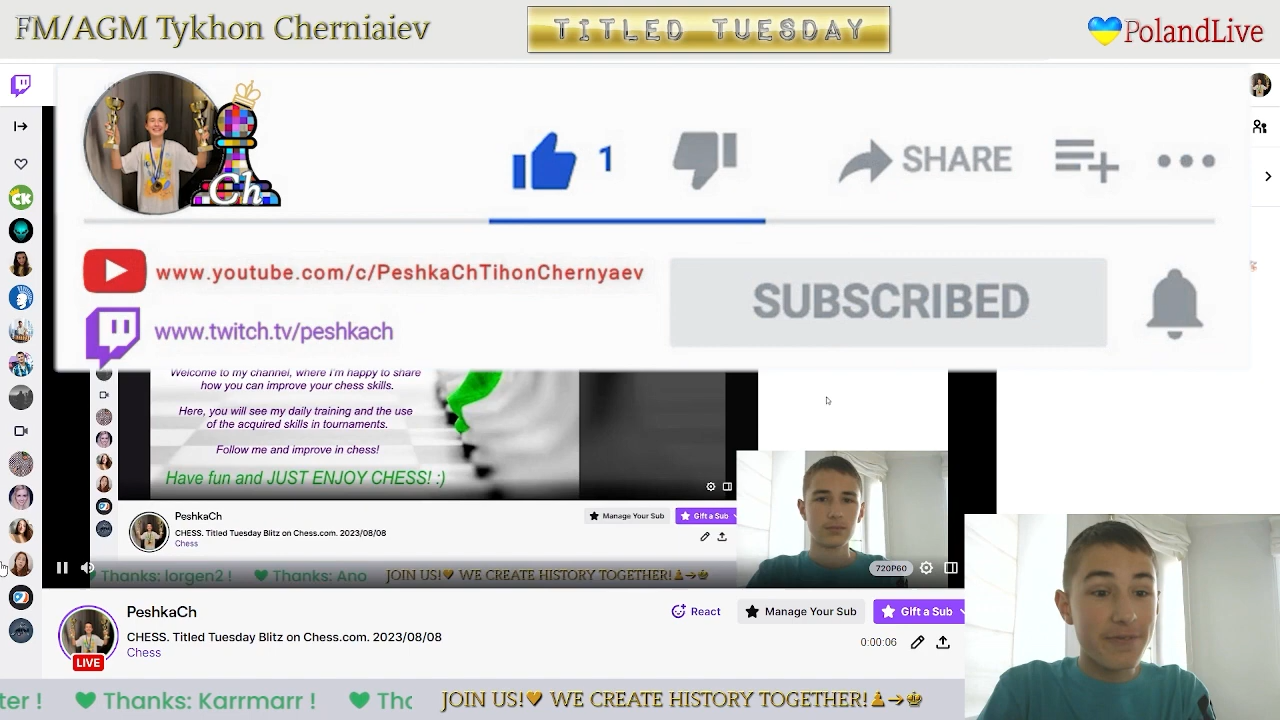 FM/AGM Tykhon Cherniaiev
TITLED TUESDAY
PolandLive
Ch
1
SHARE
www.youtube.com/c/PeshkaChTihonChernyaev
SUBSCRIBED
www.twitch.tv/peshkach
CK
Welcome to my channel, where I'm happy to share
how you can improve your chess skills.
Here, you will see my daily training and the use
of the acquired skills in tournaments.
Follow me and improve in chess!
Have fun and JUST ENJOY CHESS! :)
PeshkaCh
Manage Your Sub
Gift a Sub
CHESS. Titled Tuesday Blitz on Chess.com. 2023/08/08
Chess
720P60
Thanks: lorgen2 !
Thanks: Ano
JOIN US! WE CREATE HISTORY TOGETHER!
PeshkaCh
React
Manage Your Sub
Gift a Sub
CHESS. Titled Tuesday Blitz on Chess.com. 2023/08/08
0:00:06
Chess
LIVE
ter !
Thanks: Karrmarr !
Tha
JOIN US! WE CREATE HISTORY TOGETHER!